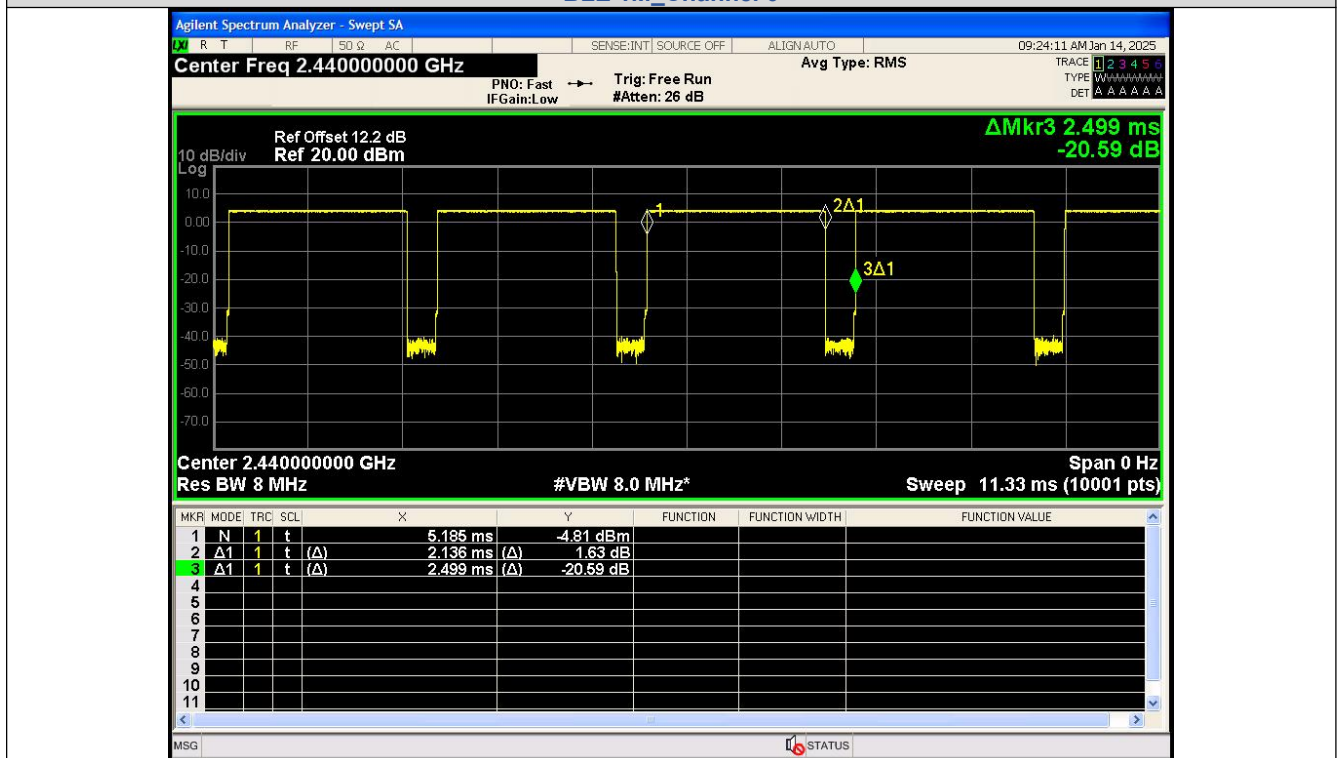 Agilent Spectrum Analyzer - Swept SA
LXI R T RF 50 Ω AC SENSE:INT SOURCE OFF ALIGN AUTO 09:24:11 AM Jan 14, 2025
Center Freq 2.440000000 GHz Avg Type: RMS TRACE 1 2 3 4 5 6
PNO: Fast Trig: Free Run TYPE WWWWWW
IFGain:Low #Atten: 26 dB DET A A A A A A
ΔMkr3 2.499 ms
Ref Offset 12.2 dB
10 dB/div Ref 20.00 dBm -20.59 dB
Log
10.0
1
2Δ1
0.00
-10.0
3Δ1
-20.0
-30.0
-40.0
-50.0
-60.0
-70.0
Center 2.440000000 GHz Span 0 Hz
Res BW 8 MHz #VBW 8.0 MHz* Sweep 11.33 ms (10001 pts)
MKR MODE TRC SCL X Y FUNCTION FUNCTION WIDTH FUNCTION VALUE
1 N 1 t 5.185 ms -4.81 dBm
2 Δ1 1 t (Δ) 2.136 ms (Δ) 1.63 dB
3 Δ1 1 t (Δ) 2.499 ms (Δ) -20.59 dB
4
5
6
7
8
9
10
11
MSG STATUS